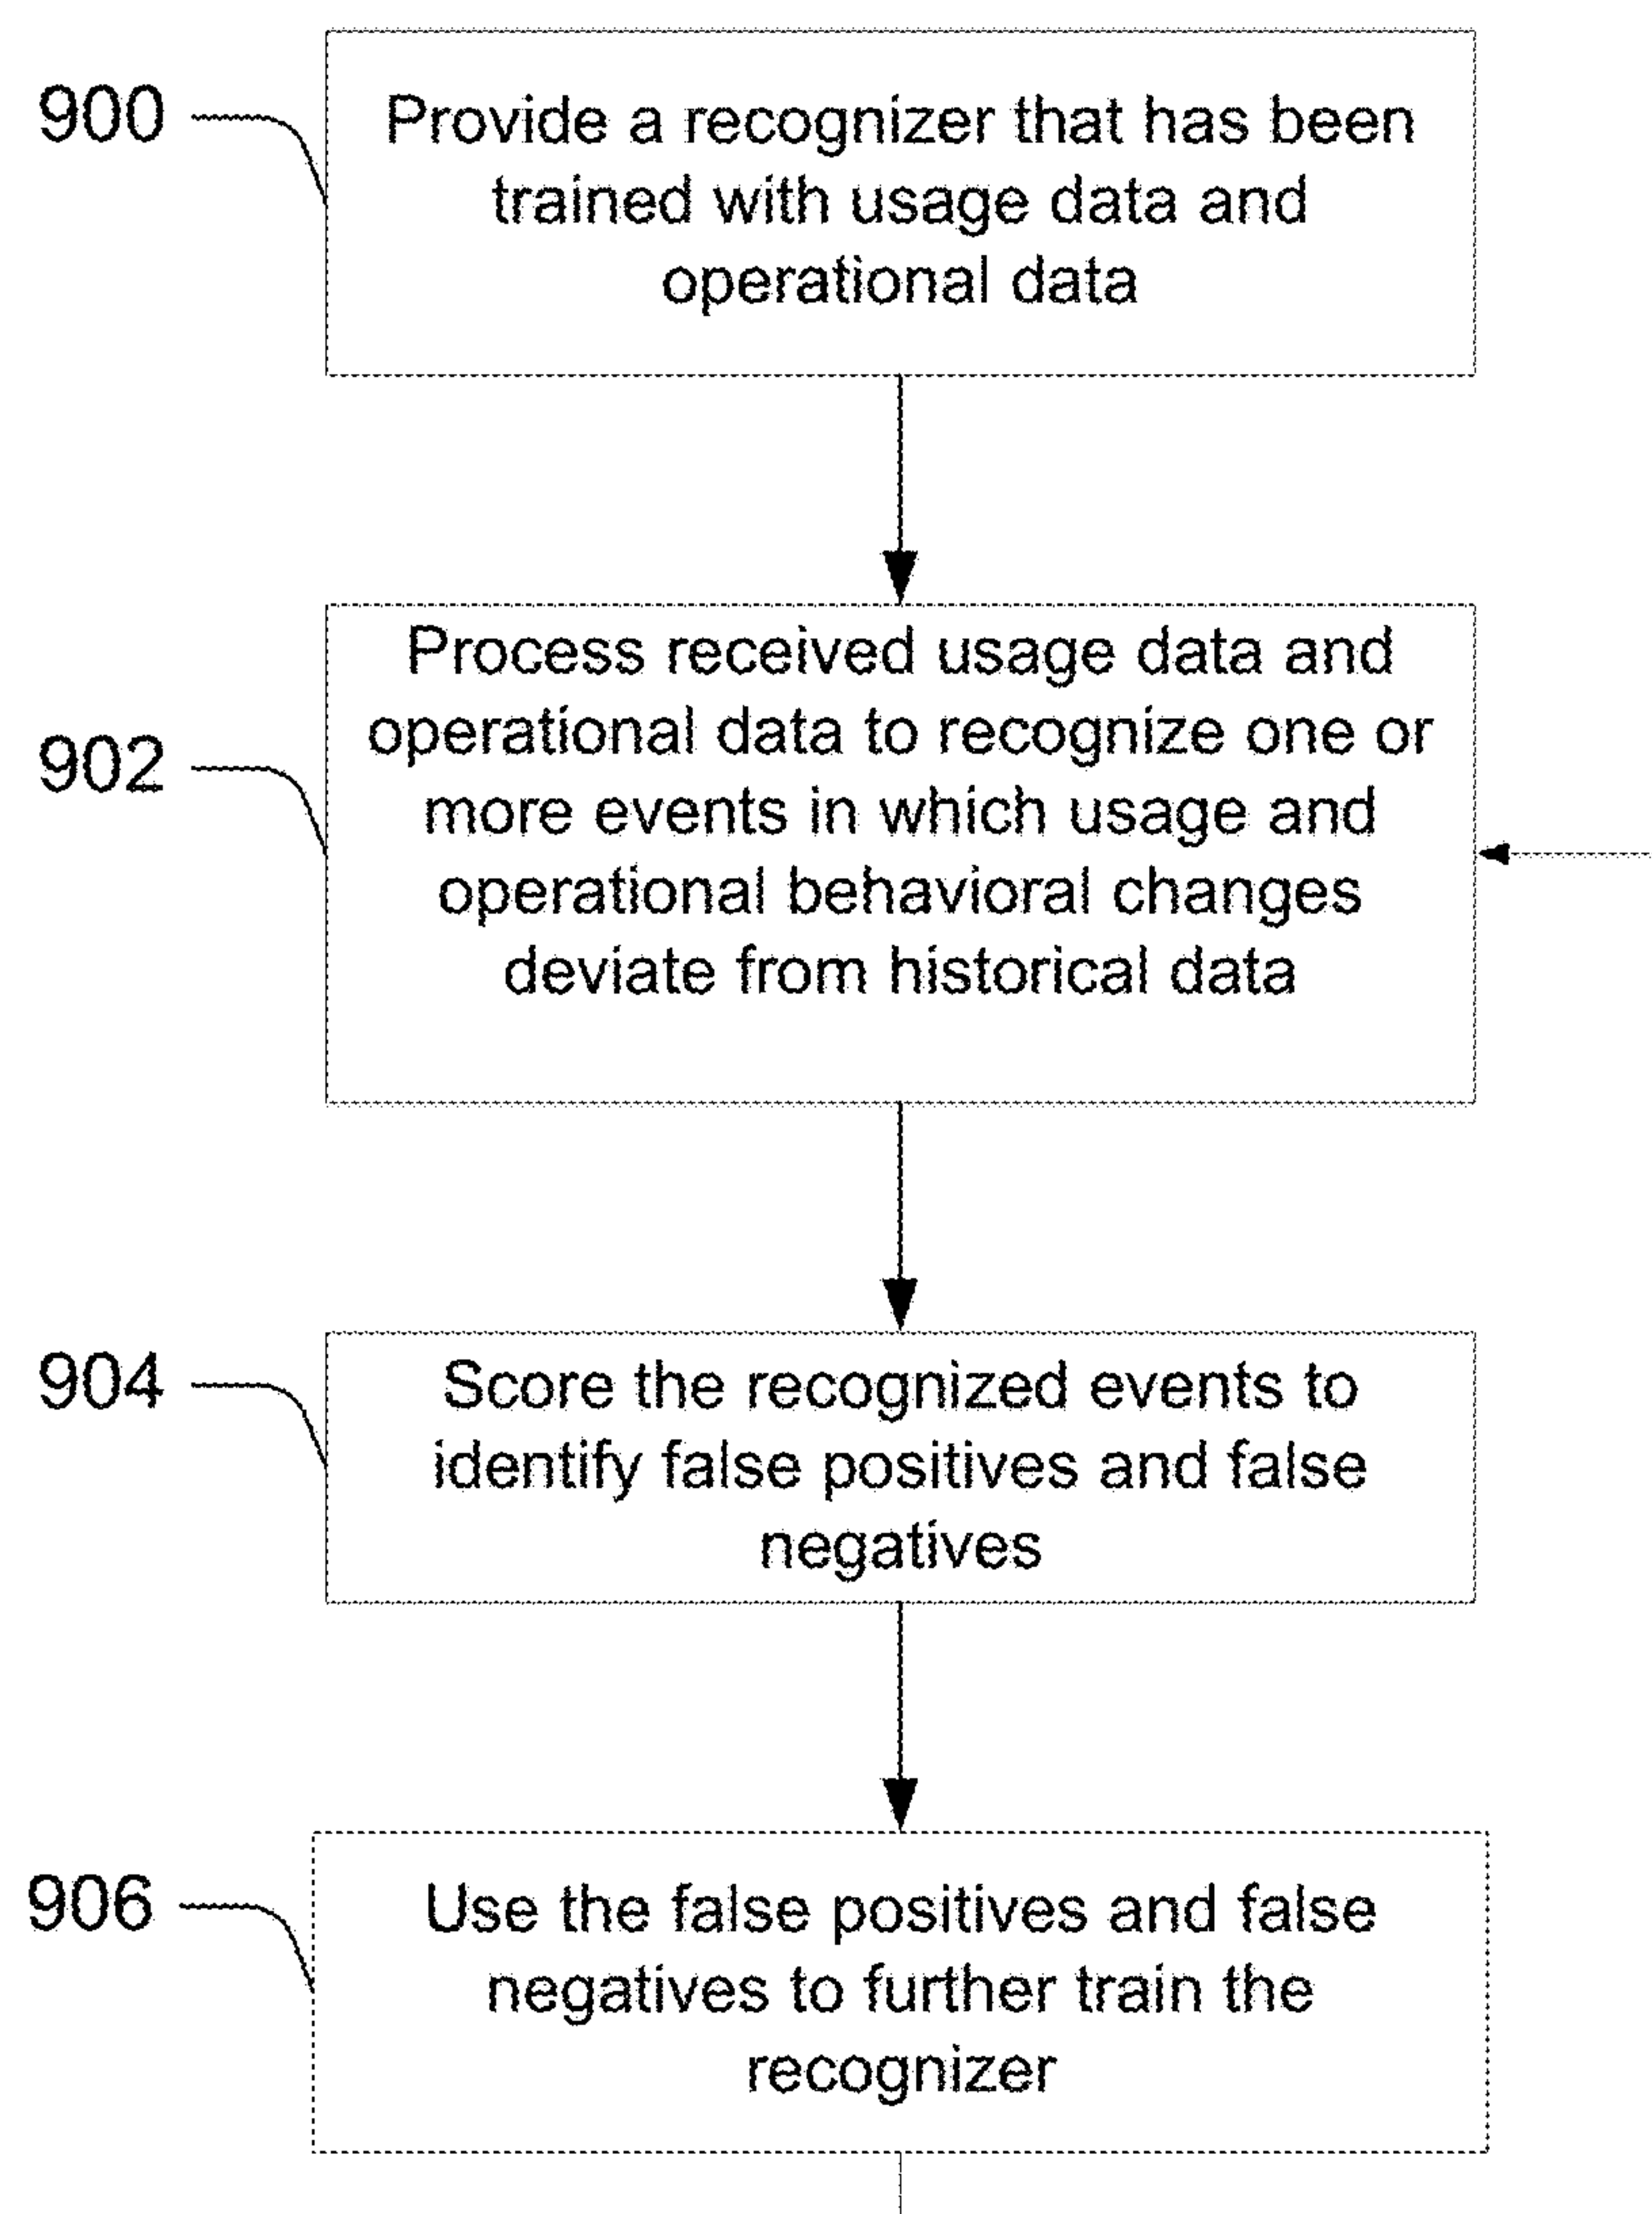 900
Provide a recognizer that has been
trained with usage data and
operational data
902
Process received usage data and
operational data to recognize one or
more events in which usage and
operational behavioral changes
deviate from historical data
904
Score the recognized events to
identify false positives and false
negatives
906
Use the false positives and false
negatives to further train the
recognizer